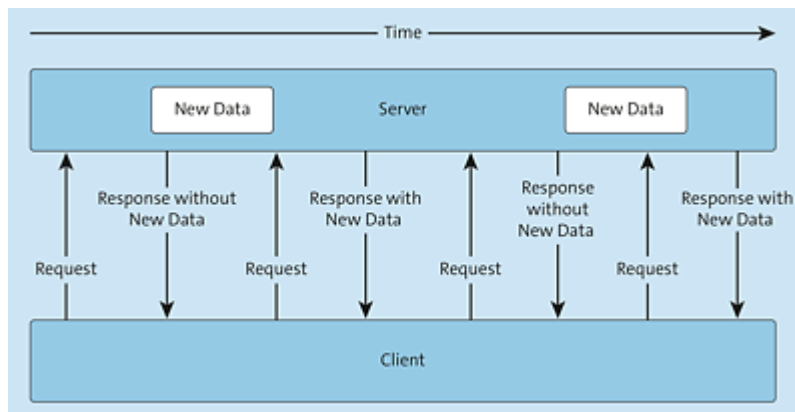 Time
New Data
Server
New Data
Response without
New Data
Response with
New Data
Response
without
New Data
Response with
New Data
Request
Request
Request
Request
Client